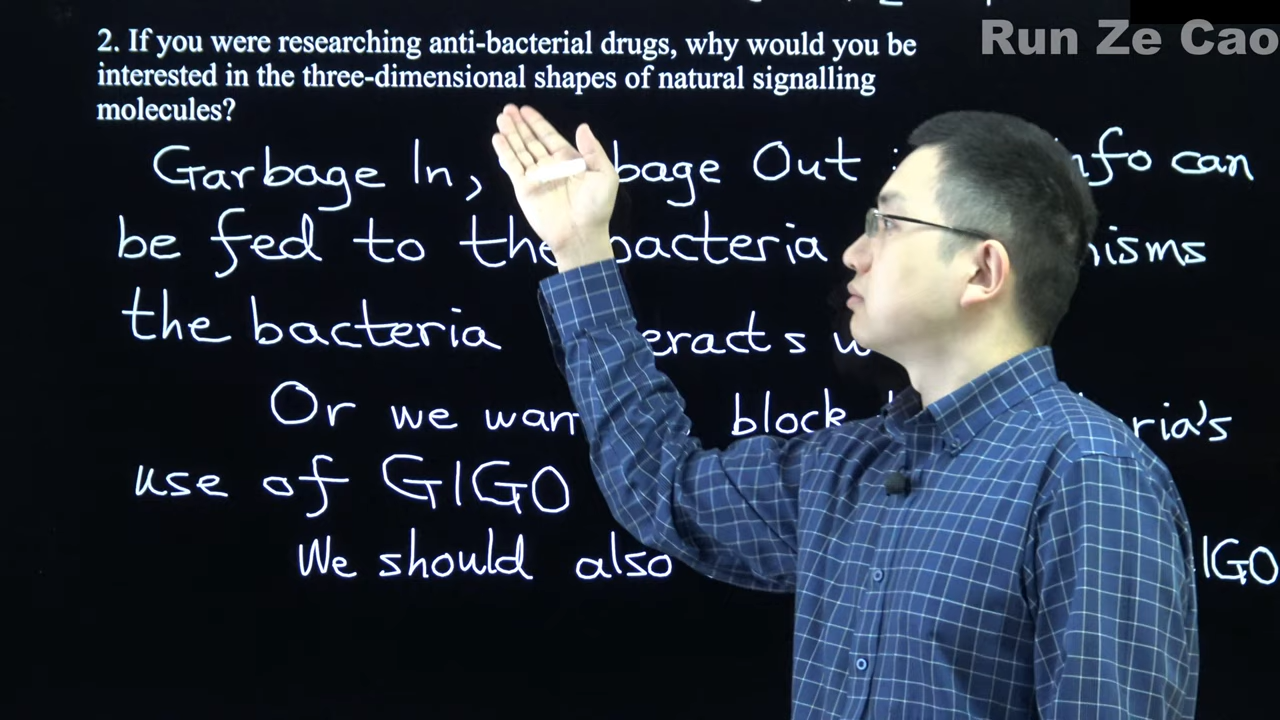 Run Ze Cao
2. If you were researching anti-bacterial drugs, why would you be
interested in the three-dimensional shapes of natural signalling
molecules?
Garbage In, bage Out : info can
be fed to the bacteria nisms
the bacteria eracts w
Or we wan block ria's
use of GIGO
We should also IGO